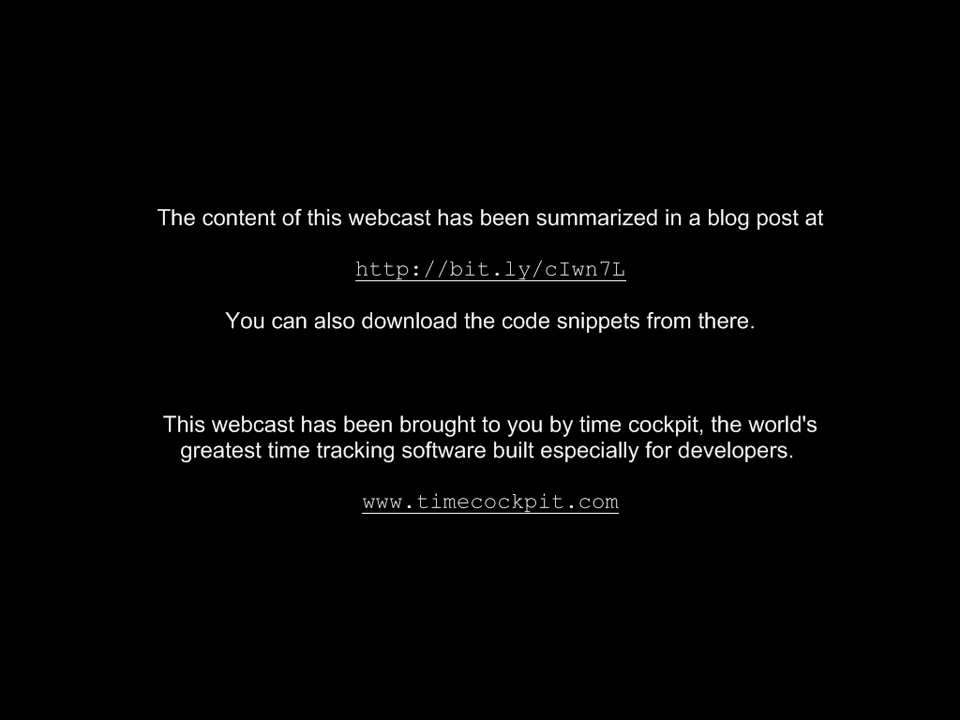 The content of this webcast has been summarized in a blog post at
http://bit.ly/cIwn7L
You can also download the code snippets from there.
This webcast has been brought to you by time cockpit, the world's
greatest time tracking software built especially for developers.
www.timecockpit.com